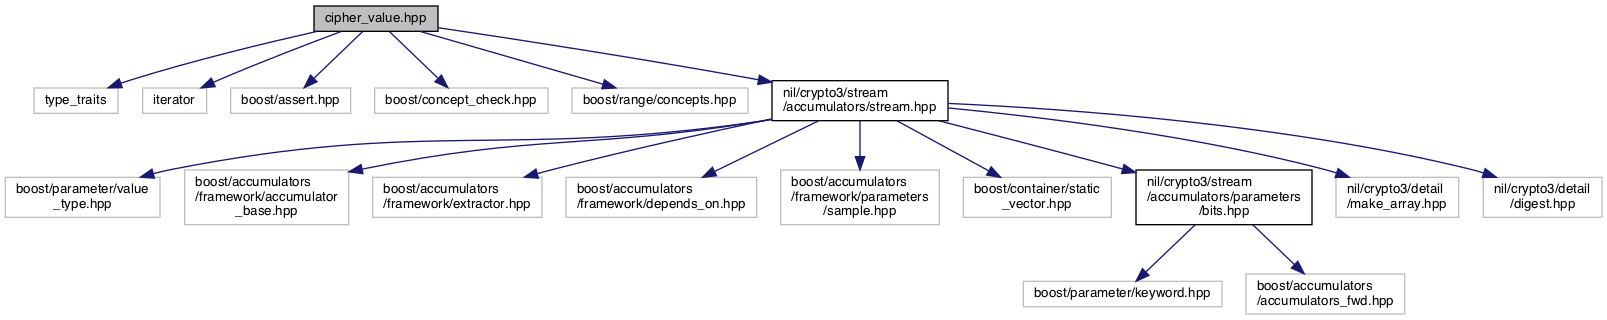 cipher_value.hpp
type_traits
iterator
boost/assert.hpp
boost/concept_check.hpp
boost/range/concepts.hpp
nil/crypto3/stream
/accumulators/stream.hpp
boost/parameter/value
_type.hpp
boost/accumulators
/framework/accumulator
_base.hpp
boost/accumulators
/framework/extractor.hpp
boost/accumulators
/framework/depends_on.hpp
boost/accumulators
/framework/parameters
/sample.hpp
boost/container/static
_vector.hpp
nil/crypto3/stream
/accumulators/parameters
/bits.hpp
nil/crypto3/detail
/make_array.hpp
nil/crypto3/detail
/digest.hpp
boost/parameter/keyword.hpp
boost/accumulators
/accumulators_fwd.hpp